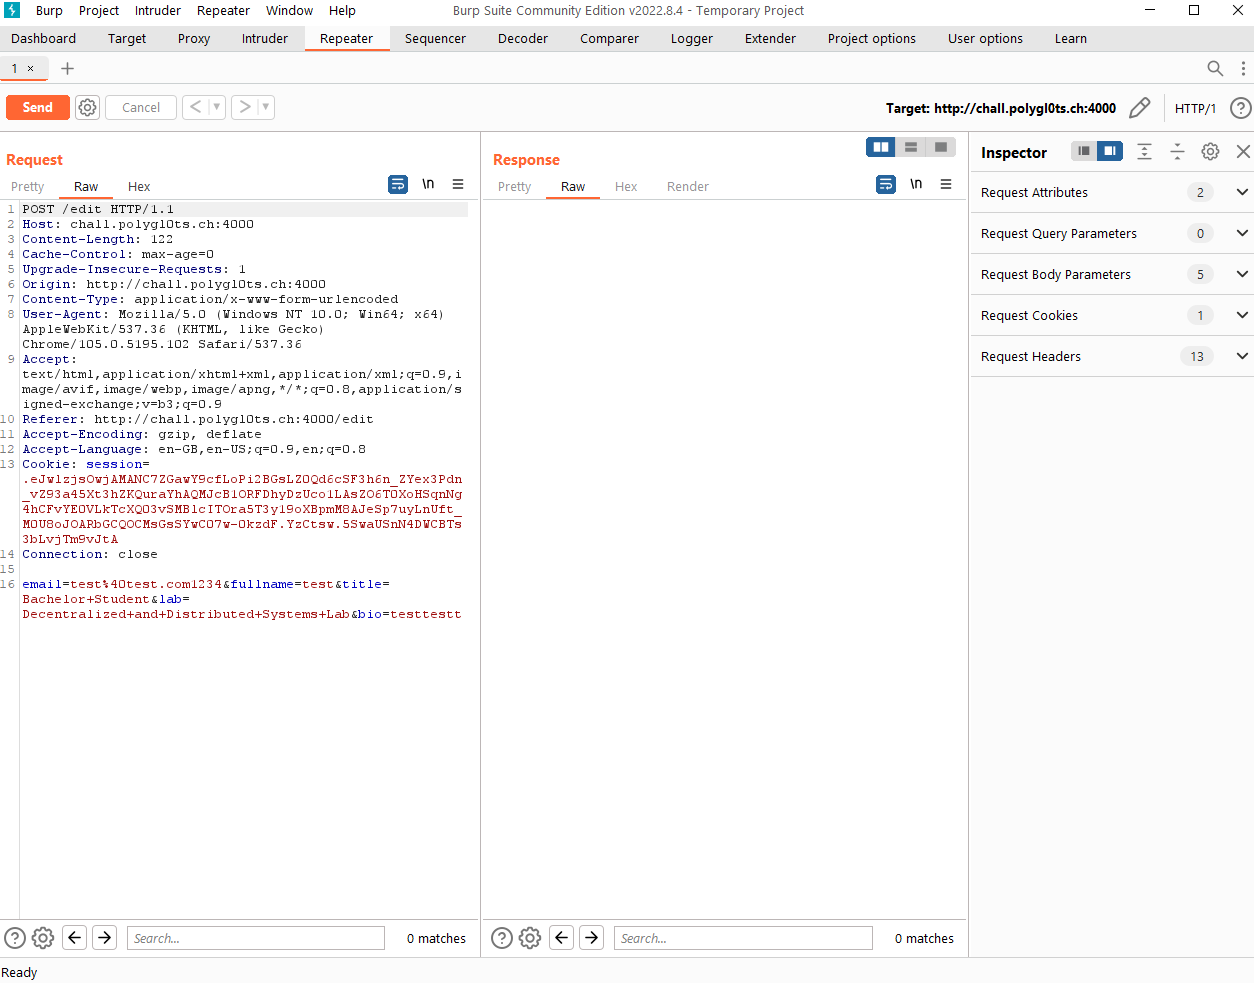 Burp Project Intruder Repeater Window Help Burp Suite Community Edition v2022.8.4 - Temporary Project
Dashboard Target Proxy Intruder Repeater Sequencer Decoder Comparer Logger Extender Project options User options Learn
1 ×
Send Cancel Target: http://chall.polygl0ts.ch:4000 HTTP/1
Request
Pretty Raw Hex \n
1 POST /edit HTTP/1.1
2 Host: chall.polygl0ts.ch:4000
3 Content-Length: 122
4 Cache-Control: max-age=0
5 Upgrade-Insecure-Requests: 1
6 Origin: http://chall.polygl0ts.ch:4000
7 Content-Type: application/x-www-form-urlencoded
8 User-Agent: Mozilla/5.0 (Windows NT 10.0; Win64; x64)
AppleWebKit/537.36 (KHTML, like Gecko)
Chrome/105.0.5195.102 Safari/537.36
9 Accept:
text/html,application/xhtml+xml,application/xml;q=0.9,i
mage/avif,image/webp,image/apng,*/*;q=0.8,application/s
igned-exchange;v=b3;q=0.9
10 Referer: http://chall.polygl0ts.ch:4000/edit
11 Accept-Encoding: gzip, deflate
12 Accept-Language: en-GB,en-US;q=0.9,en;q=0.8
13 Cookie: session=
14 Connection: close
15
16 email=test%40test.com1234&fullname=test&title=
Bachelor+Student&lab=
Decentralized+and+Distributed+Systems+Lab&bio=testtestt
Search... 0 matches
Response
Pretty Raw Hex Render \n
Search... 0 matches
Inspector
Request Attributes 2
Request Query Parameters 0
Request Body Parameters 5
Request Cookies 1
Request Headers 13
Ready